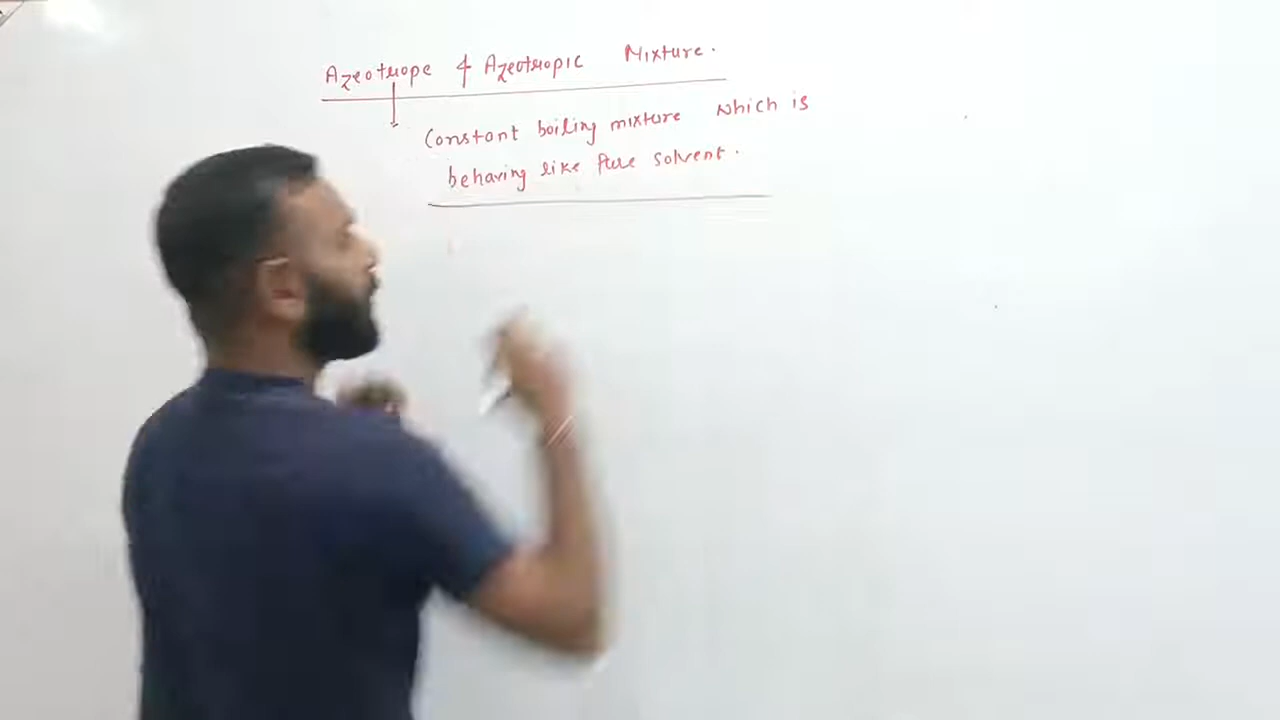 Azeotrope & Azeotropic Mixture.
Constant boiling mixture which is
behaving like Pure solvent.